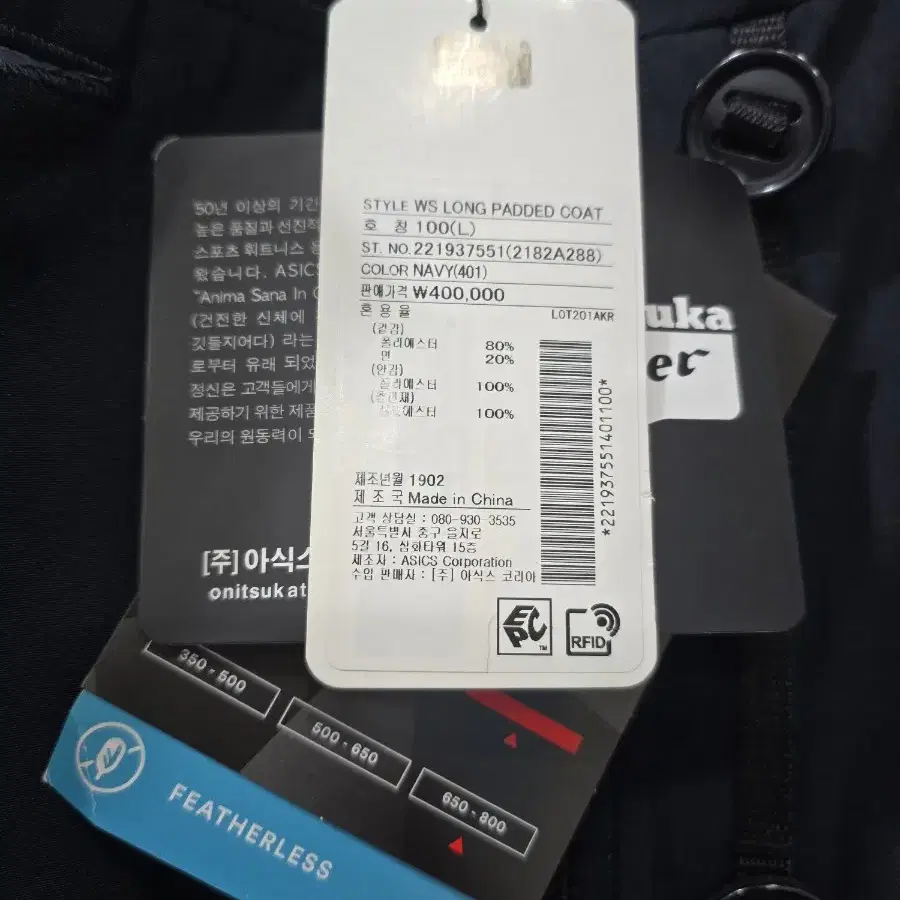 STYLE WS LONG PADDED COAT
호 칭 100(L)
ST. NO.221937551(2182A288)
COLOR NAVY(401)
판매가격 ₩400,000
혼용율 LOT201AKR
(겉감)
폴리에스터 80%
면 20%
(안감)
폴리에스터 100%
(충전재)
100%
*221937551401100*
제조년월 1902
제 조 국 Made in China
고객 상담실 : 080-930-3535
서울특별시 중구 을지로
5길 16, 삼화타워 15층
제조자 : ASICS Corporation
수입 판매자 : [주] 아식스 코리아
EPC™
RFID
50년 이상의 기간
높은 품질과 선진적
스포츠 휘트니스 용
왔습니다. ASICS
"Anima Sana In C
(건전한 신체에
깃들지어다) 라는
로부터 유래 되었
정신은 고객들에게
제공하기 위한 제품
우리의 원동력이 되
[주]아식스
onitsukat
uka
er
350 - 500
500 - 650
650 - 800
FEATHERLESS